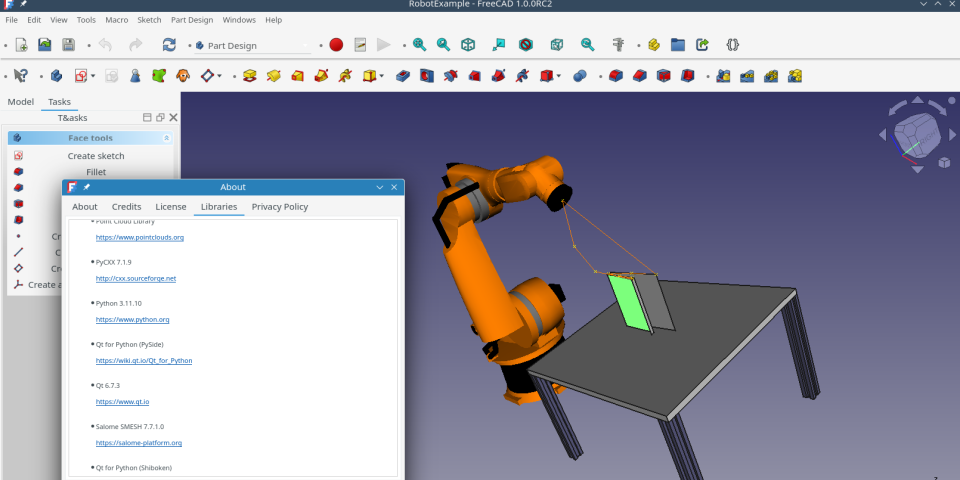 RobotExample - FreeCAD 1.0.0RC2
File Edit View Tools Macro Sketch Part Design Windows Help
Part Design
Model Tasks
T&asks
Face tools
Create sketch
Fillet
About
About Credits License Libraries Privacy Policy
Point Cloud Library
https://www.pointclouds.org
PyCXX 7.1.9
http://cxx.sourceforge.net
Python 3.11.10
https://www.python.org
Qt for Python (PySide)
https://wiki.qt.io/Qt_for_Python
Qt 6.7.3
https://www.qt.io
Salome SMESH 7.7.1.0
https://salome-platform.org
Qt for Python (Shiboken)
Cr
C
Cr
Create a